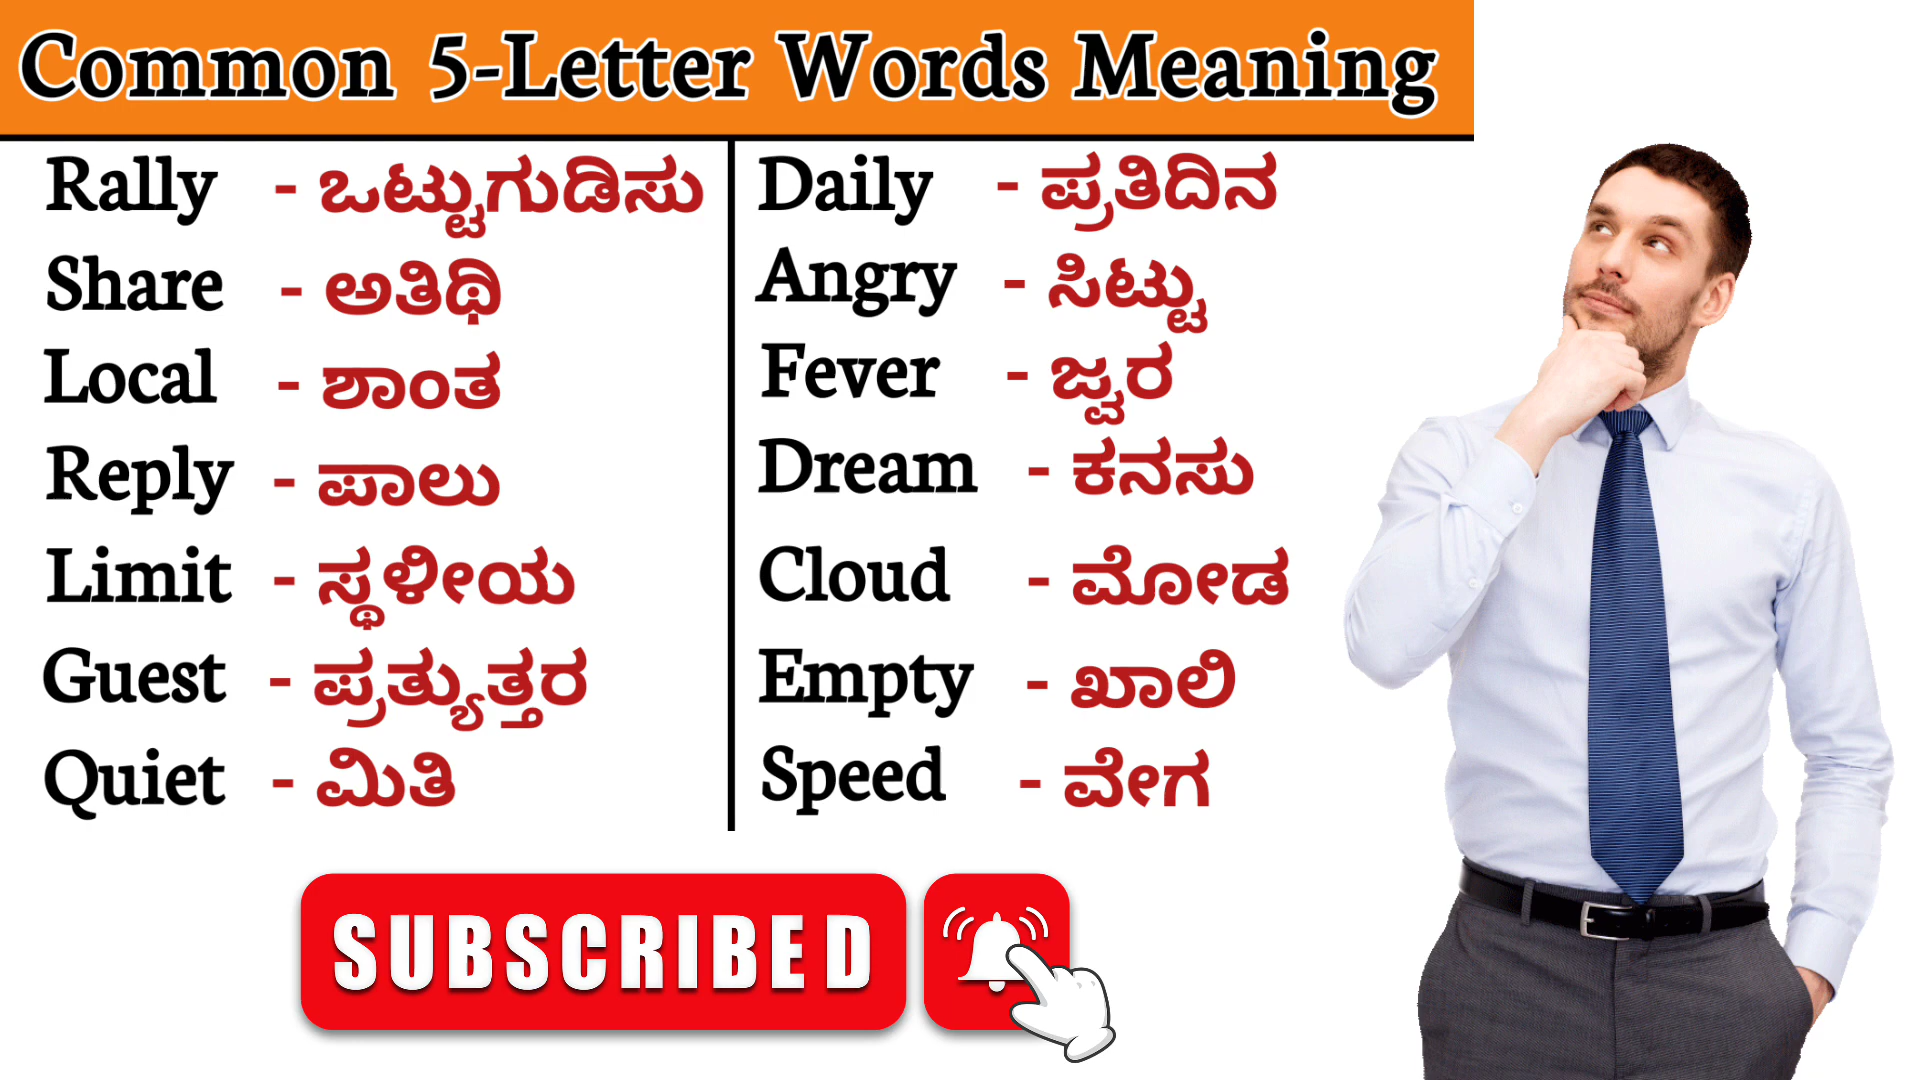 Common 5-Letter Words Meaning
Rally - ಒಟ್ಟುಗುಡಿಸು
Share - ಅತಿಥಿ
Local - ಶಾಂತ
Reply - ಪಾಲು
Limit - ಸ್ಥಳೀಯ
Guest - ಪ್ರತ್ಯುತ್ತರ
Quiet - ಮಿತಿ
Daily - ಪ್ರತಿದಿನ
Angry - ಸಿಟ್ಟು
Fever - ಜ್ವರ
Dream - ಕನಸು
Cloud - ಮೋಡ
Empty - ಖಾಲಿ
Speed - ವೇಗ
SUBSCRIBED